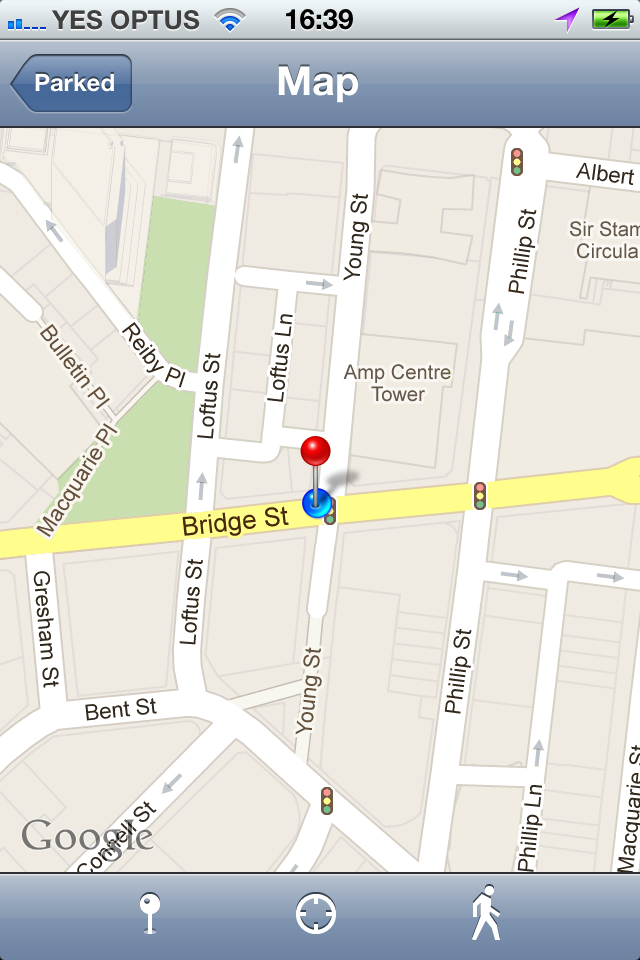 YES OPTUS
16:39
Parked
Map
Albert
Sir Stam
Circula
Young St
Phillip St
Reiby Pl
Loftus St
Loftus Ln
Amp Centre
Tower
Bulletin Pl
Macquarie Pl
Bridge St
Gresham St
Loftus St
Young St
Phillip St
Bent St
Connell St
Phillip Ln
Macquarie S
Google